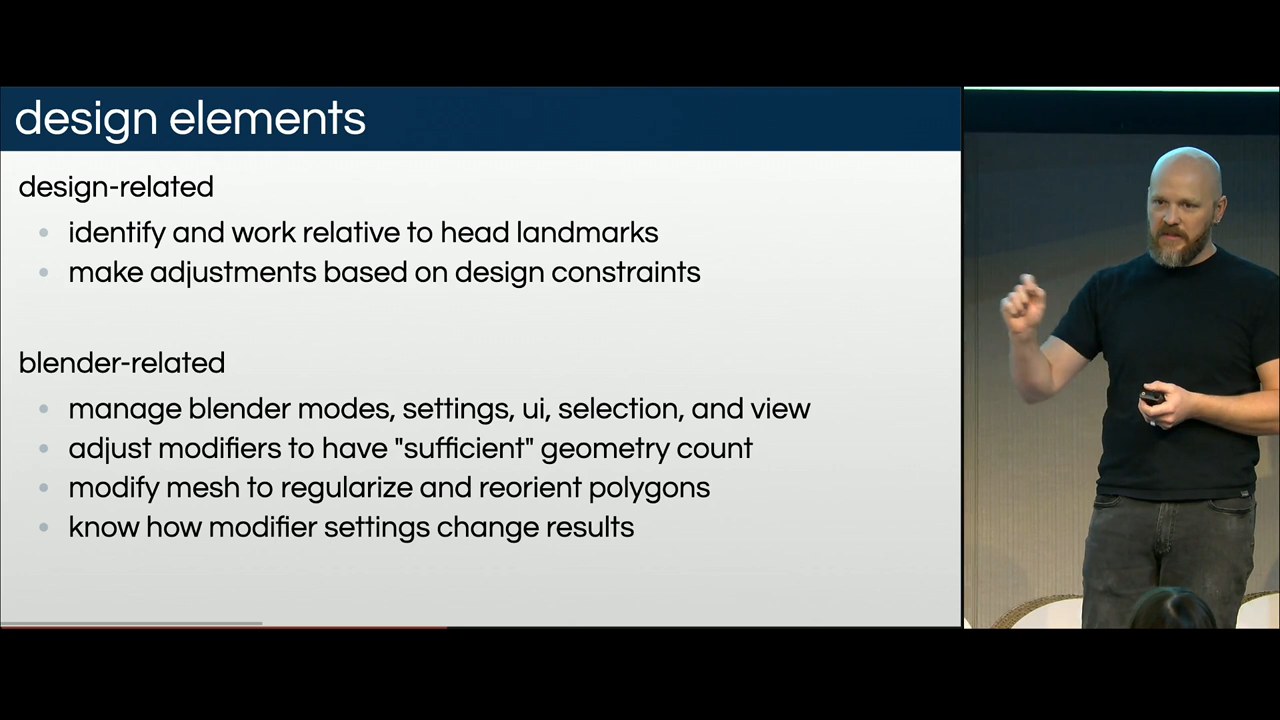 design elements
design-related
identify and work relative to head landmarks
make adjustments based on design constraints
blender-related
manage blender modes, settings, ui, selection, and view
adjust modifiers to have "sufficient" geometry count
modify mesh to regularize and reorient polygons
know how modifier settings change results